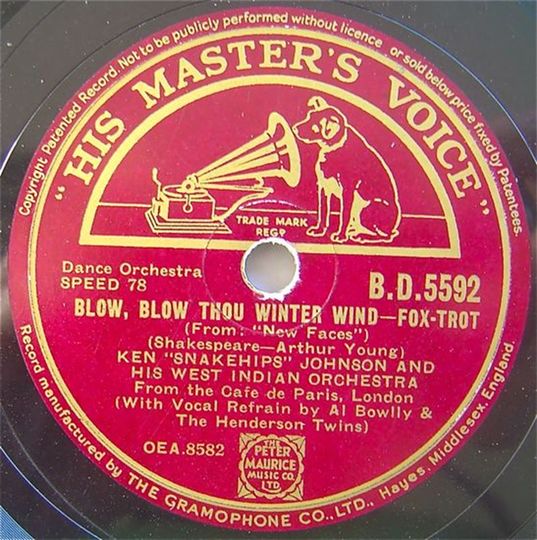 Copyright Patented Record. Not to be publicly performed without licence or sold below price fixed by Patentees.
"HIS MASTER'S VOICE"
TRADE MARK
REGD
Dance Orchestra
SPEED 78
B.D.5592
BLOW, BLOW THOU WINTER WIND—FOX-TROT
(From: "New Faces")
(Shakespeare—Arthur Young)
KEN "SNAKEHIPS" JOHNSON AND
HIS WEST INDIAN ORCHESTRA
From the Cafe de Paris, London
(With Vocal Refrain by Al Bowlly &
The Henderson Twins)
OEA.8582
THE
PETER
MAURICE
MUSIC CO.
LTD.
Record manufactured by THE GRAMOPHONE CO., LTD., Hayes, Middlesex, England.